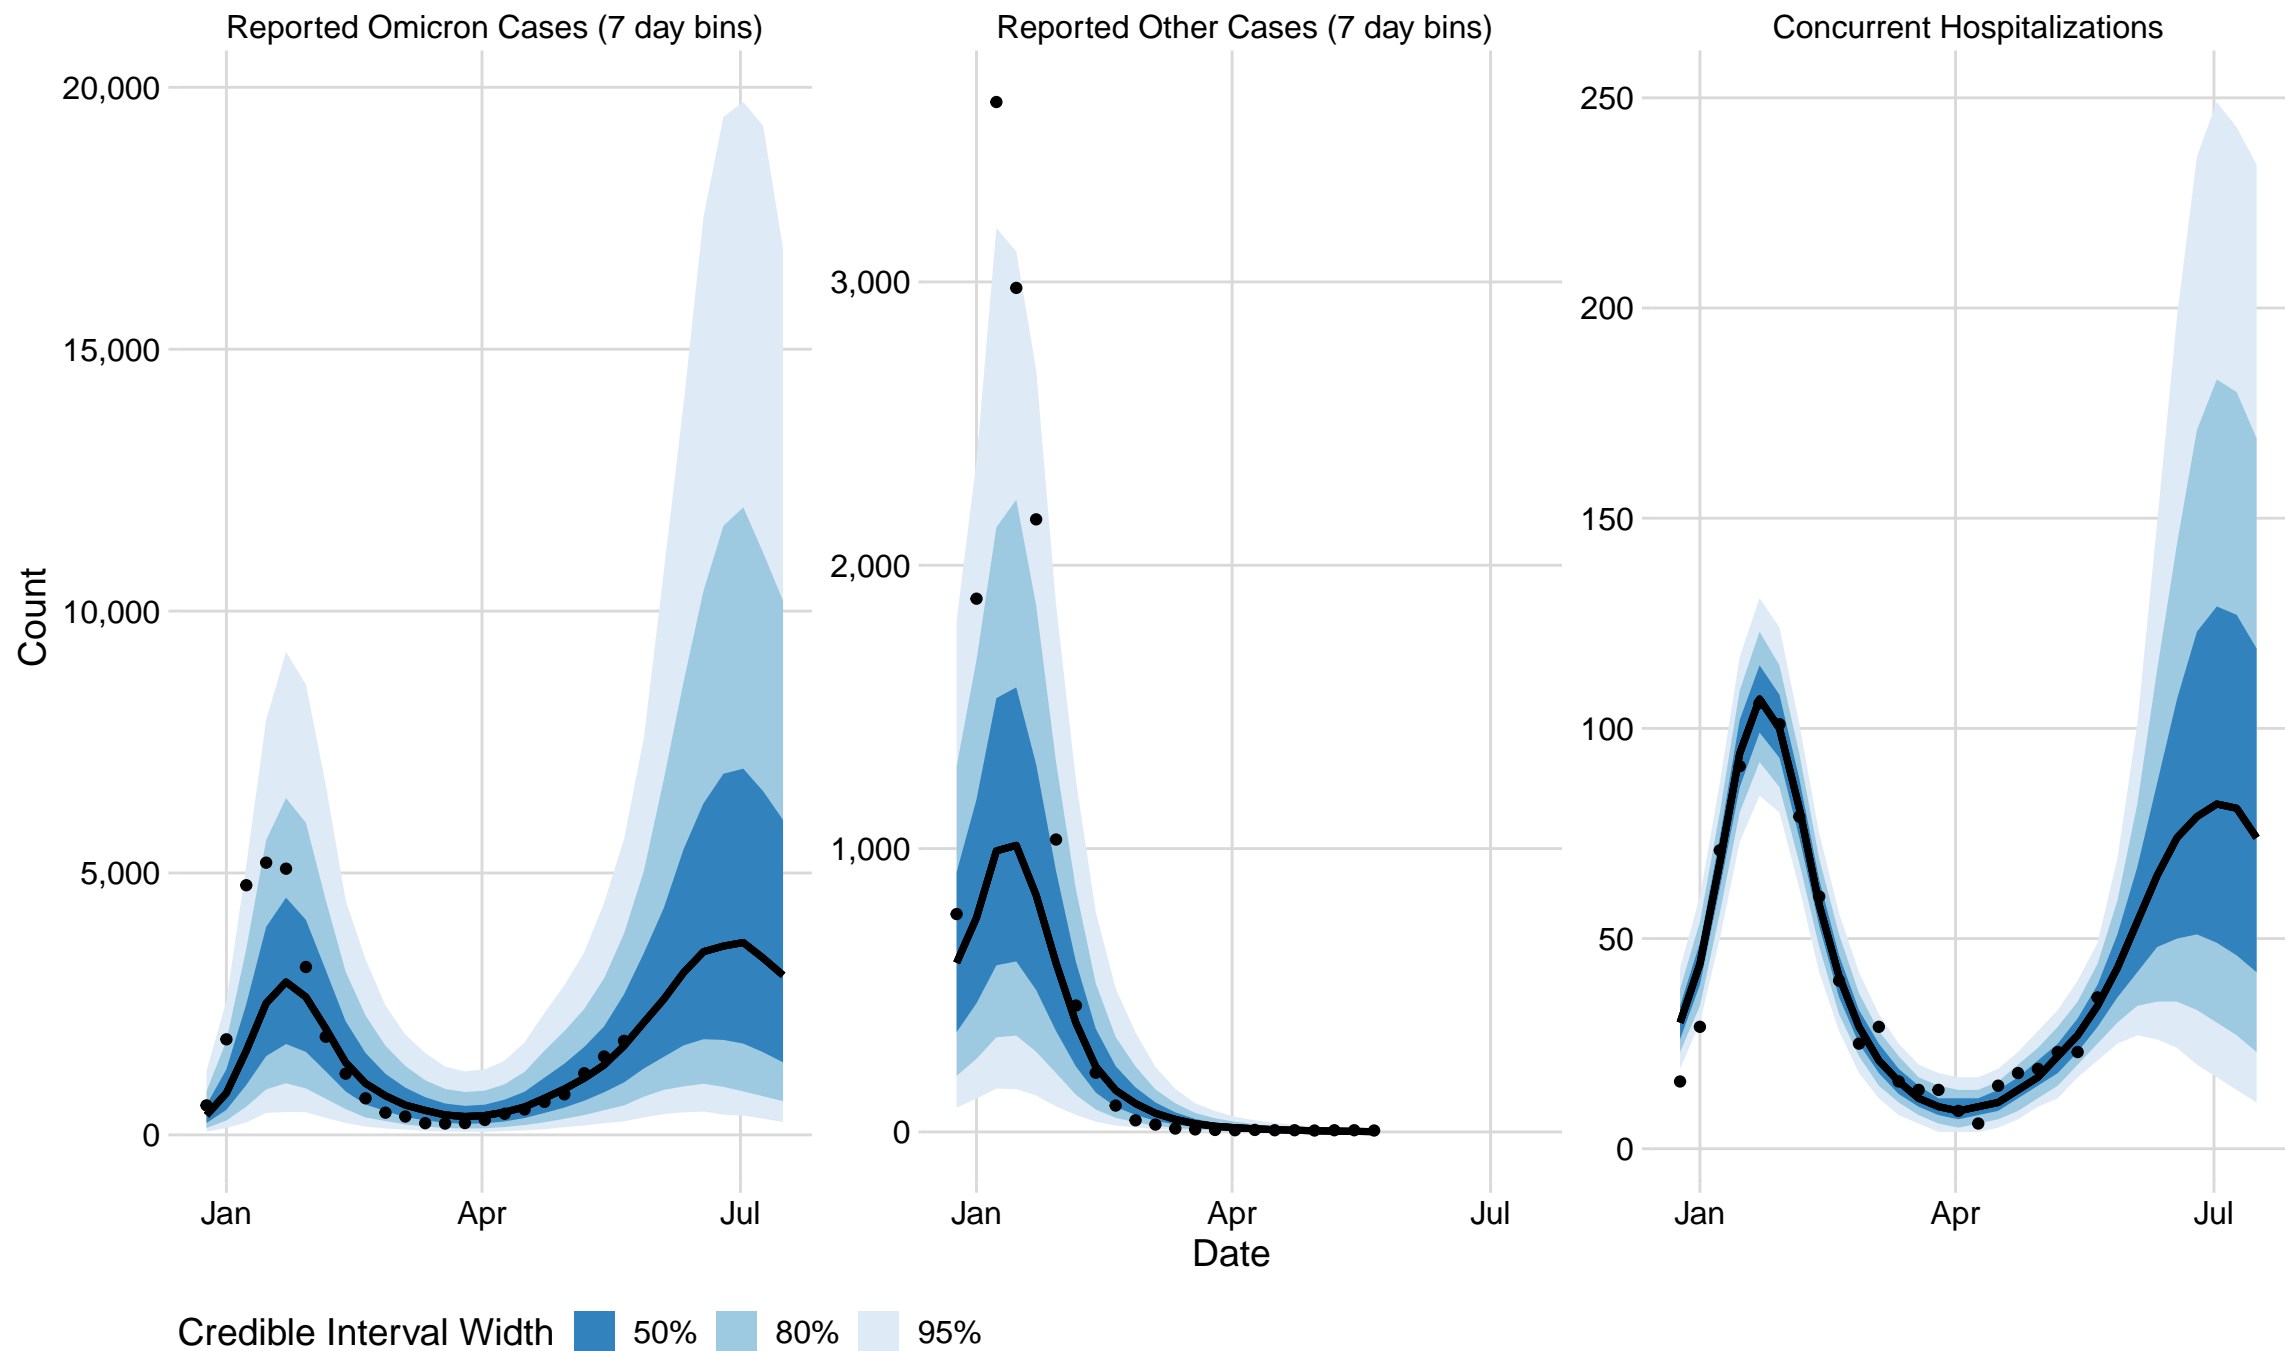 Reported Omicron Cases (7 day bins)
Reported Other Cases (7 day bins)
Concurrent Hospitalizations
Count
20,000
15,000
10,000
5,000
0
Jan
Apr
Jul
3,000
2,000
1,000
0
Jan
Apr
Jul
250
200
150
100
50
0
Jan
Apr
Jul
Date
Credible Interval Width 50% 80% 95%